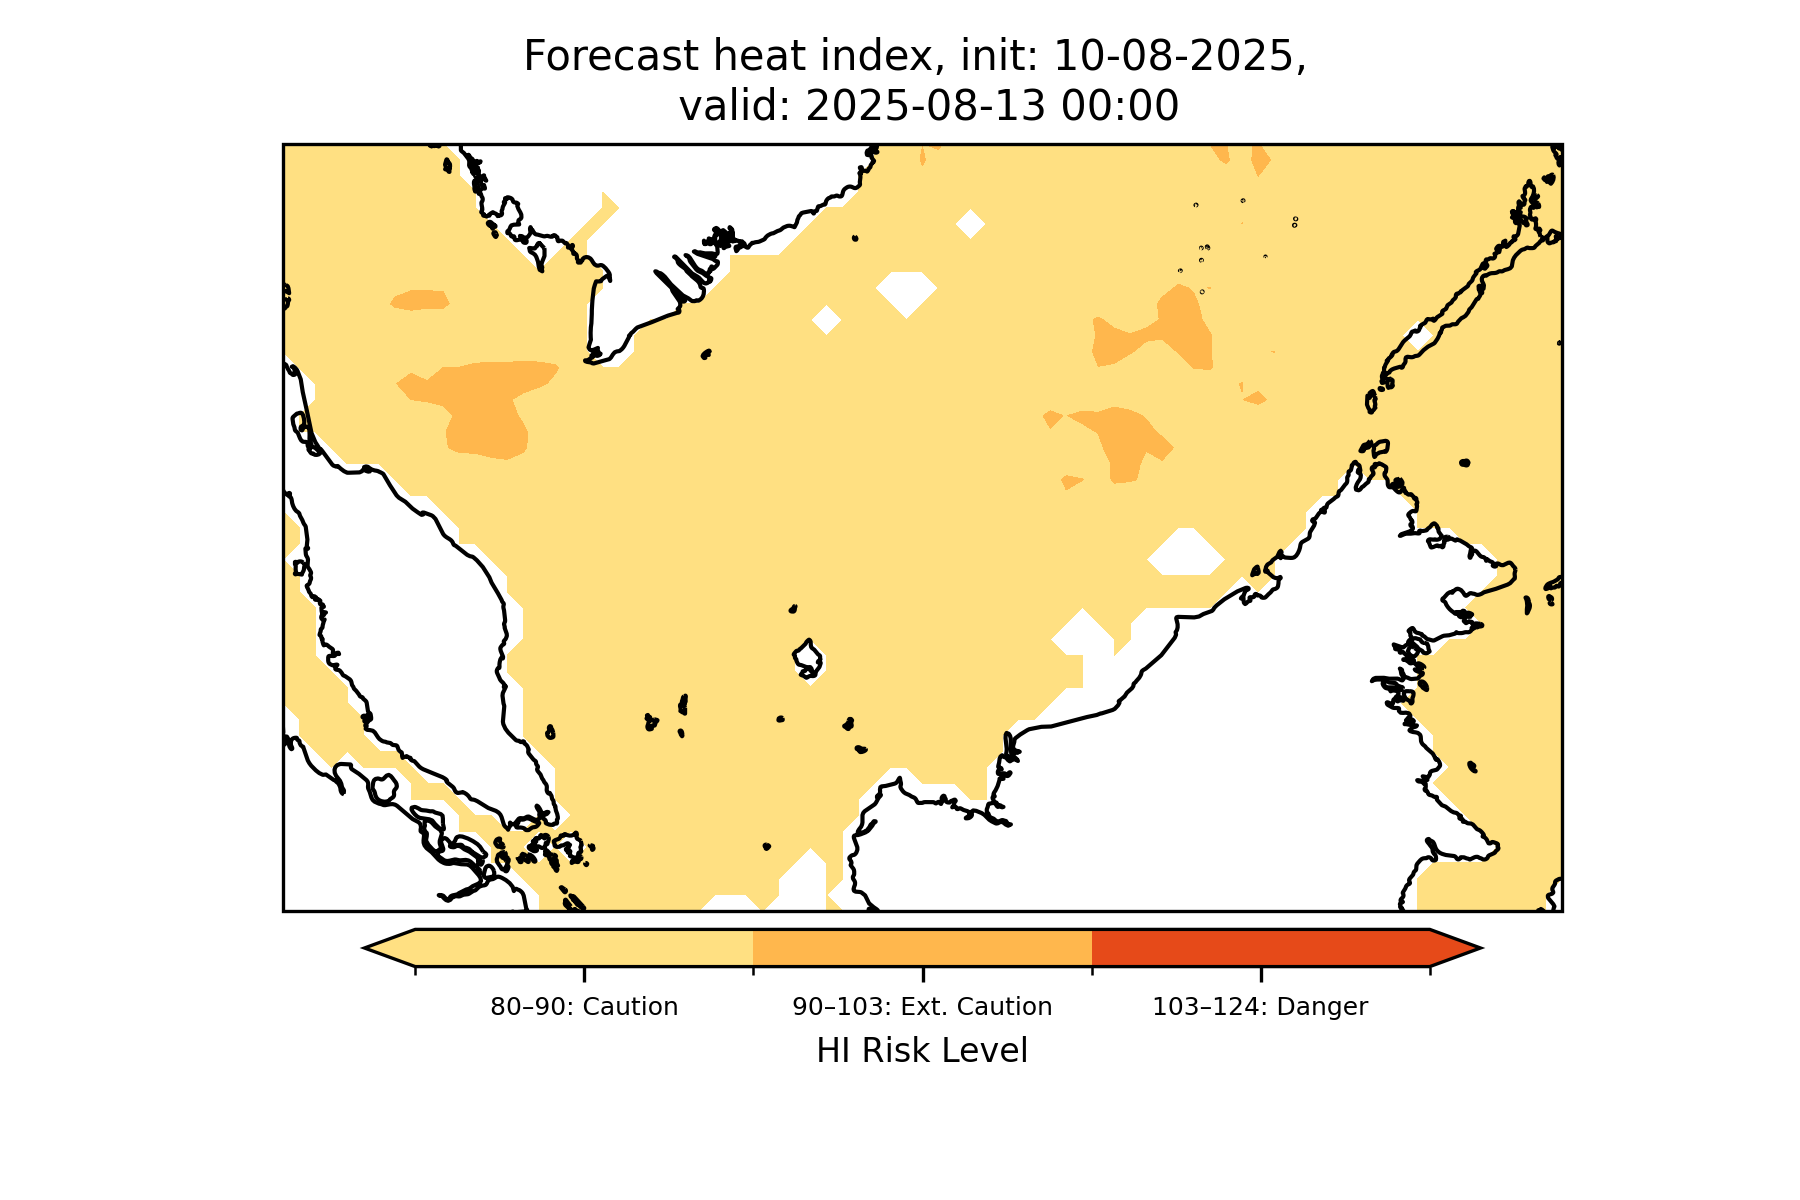 Forecast heat index, init: 10-08-2025,
valid: 2025-08-13 00:00
80–90: Caution
90–103: Ext. Caution
103–124: Danger
HI Risk Level